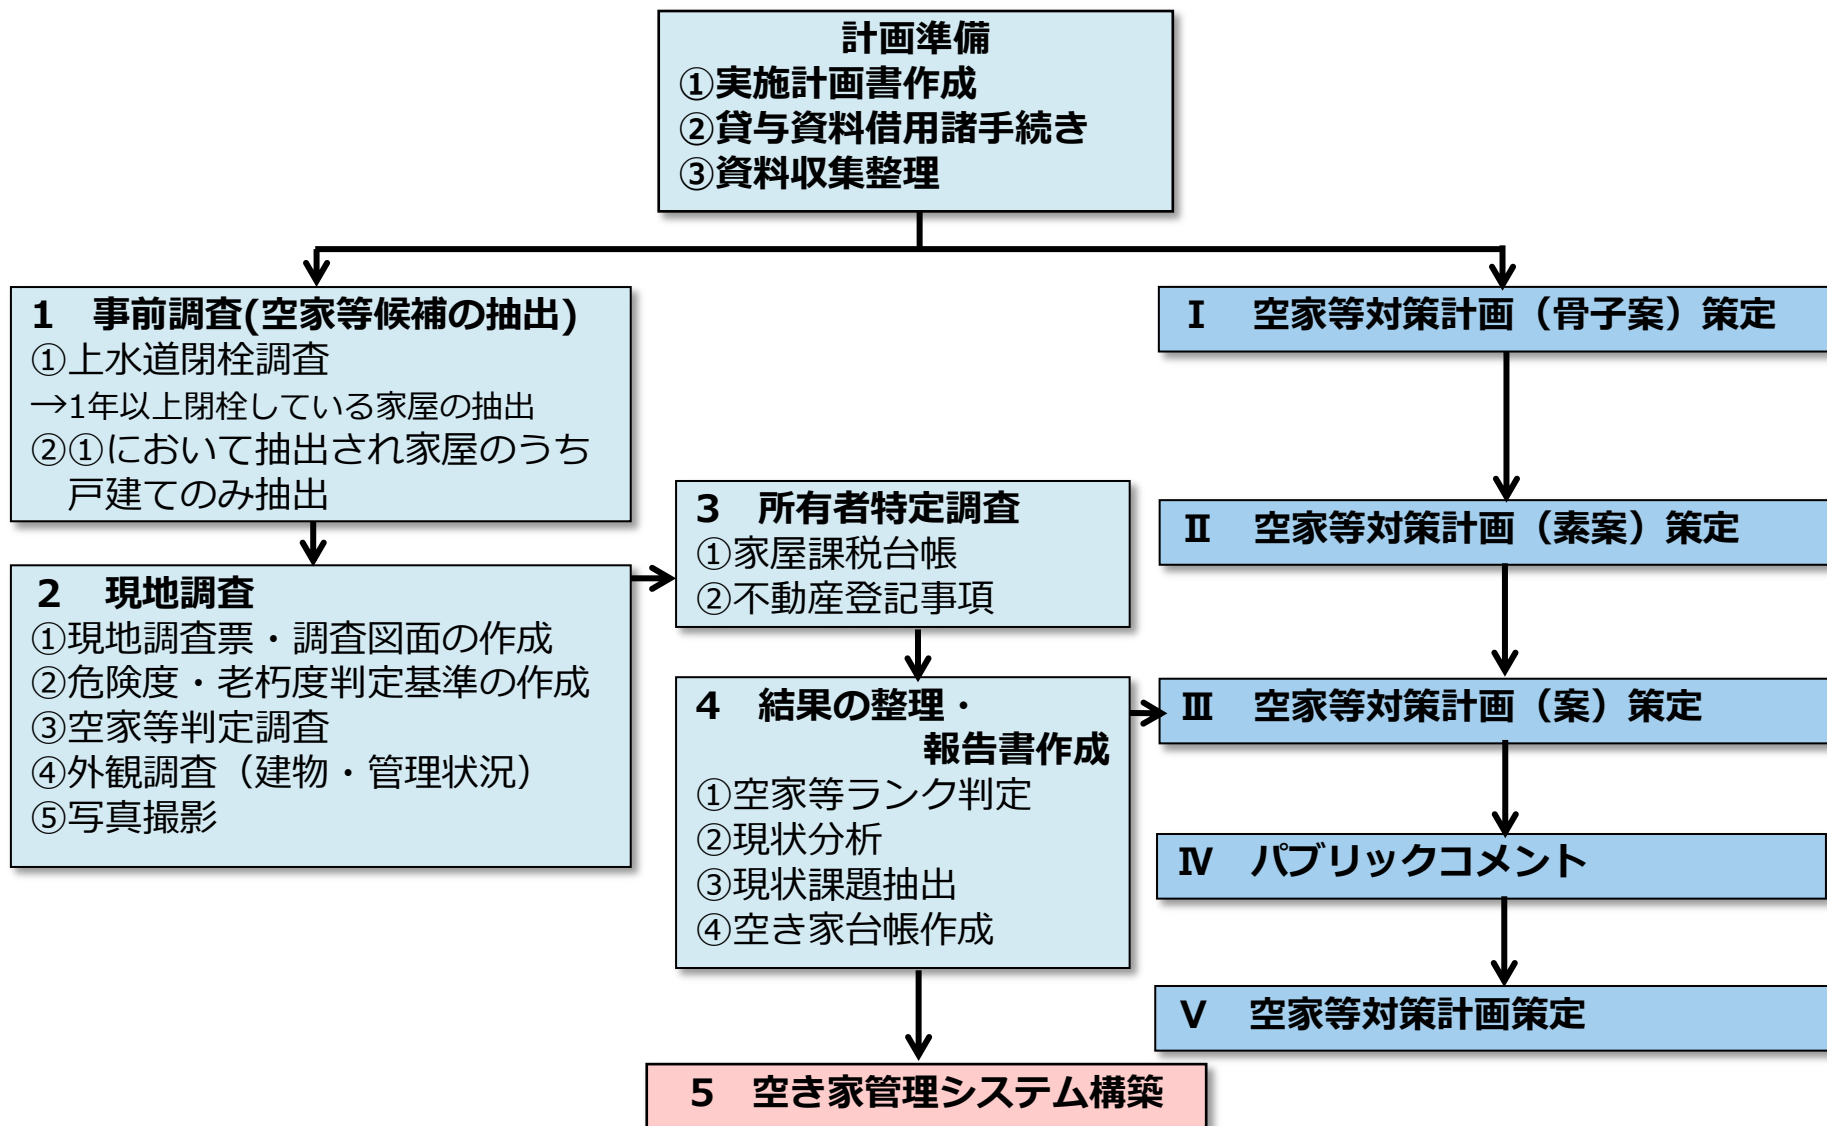 計画準備
①実施計画書作成
②貸与資料借用諸手続き
③資料収集整理
1 事前調査(空家等候補の抽出)
①上水道閉栓調査
→1年以上閉栓している家屋の抽出
②①において抽出され家屋のうち
戸建てのみ抽出
2 現地調査
①現地調査票・調査図面の作成
②危険度・老朽度判定基準の作成
③空家等判定調査
④外観調査（建物・管理状況）
⑤写真撮影
3 所有者特定調査
①家屋課税台帳
②不動産登記事項
4 結果の整理・
報告書作成
①空家等ランク判定
②現状分析
③現状課題抽出
④空き家台帳作成
5 空き家管理システム構築
Ⅰ 空家等対策計画（骨子案）策定
Ⅱ 空家等対策計画（素案）策定
Ⅲ 空家等対策計画（案）策定
Ⅳ パブリックコメント
Ⅴ 空家等対策計画策定